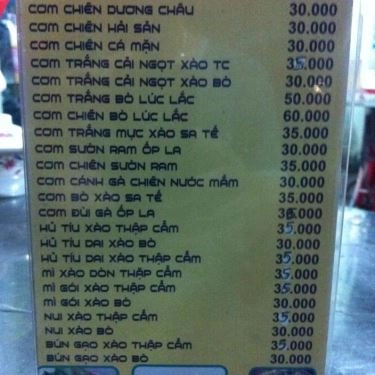 CƠM CHIÊN DƯƠNG CHÂU 30.000
CƠM CHIÊN HẢI SẢN 30.000
CƠM CHIÊN CÁ MẶN 30.000
CƠM TRẮNG CẢI NGỌT XÀO TC 35.000
CƠM TRẮNG CẢI NGỌT XÀO BÒ 30.000
CƠM TRẮNG BÒ LÚC LẮC 50.000
CƠM CHIÊN BÒ LÚC LẮC 60.000
CƠM TRẮNG MỰC XÀO SA TẾ 35.000
CƠM SƯỜN RAM ỐP LA 30.000
CƠM CHIÊN SƯỜN RAM 35.000
CƠM CÁNH GÀ CHIÊN NƯỚC MẮM 30.000
CƠM BÒ XÀO SA TẾ 35.000
CƠM ĐÙI GÀ ỐP LA 35.000
HỦ TÍU XÀO THẬP CẨM 35.000
HỦ TÍU DAI XÀO BÒ 30.000
HỦ TÍU DAI XÀO THẬP CẨM 35.000
MÌ XÀO DÒN THẬP CẨM 35.000
MÌ GÓI XÀO THẬP CẨM 35.000
MÌ GÓI XÀO BÒ 30.000
NUI XÀO THẬP CẨM 35.000
NUI XÀO BÒ 30.000
BÚN GẠO XÀO THẬP CẨM 35.000
BÚN GẠO XÀO BÒ 30.000